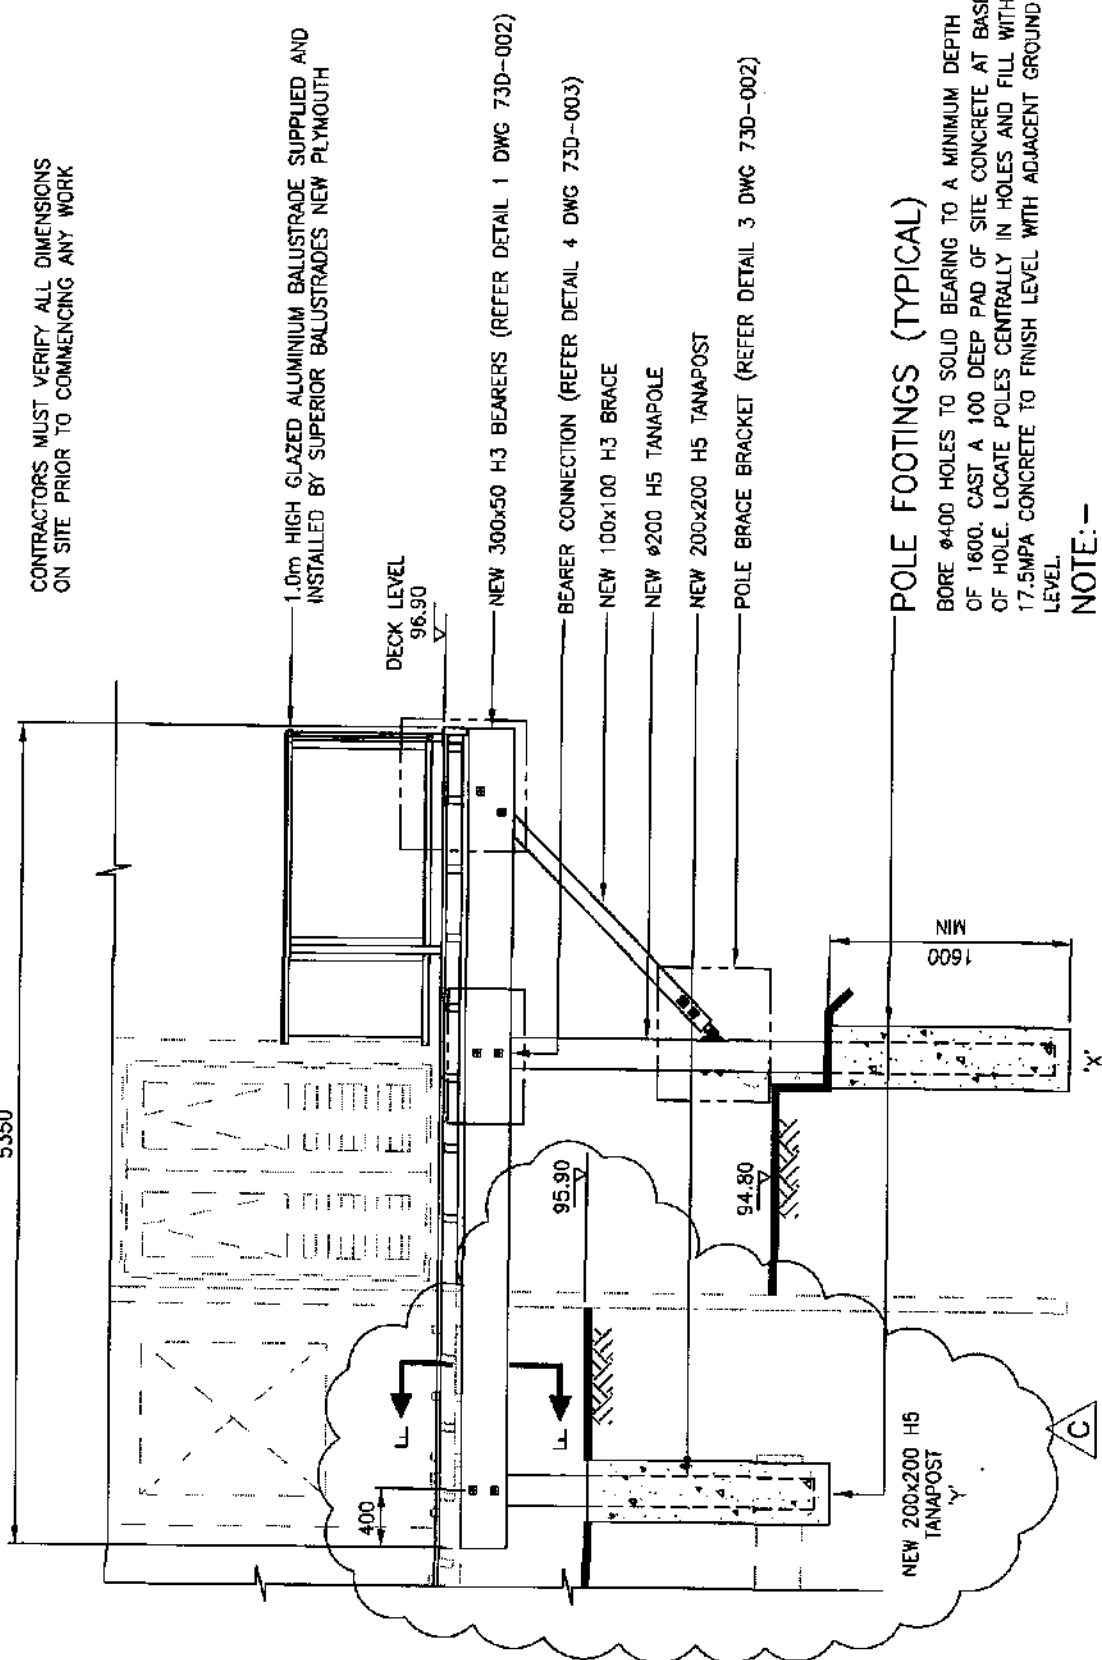 CONTRACTORS MUST VERIFY ALL DIMENSIONS
ON SITE PRIOR TO COMMENCING ANY WORK
5350
1.0m HIGH GLAZED ALUMINIUM BALUSTRADE SUPPLIED AND
INSTALLED BY SUPERIOR BALUSTRADES NEW PLYMOUTH
DECK LEVEL
96.90
NEW 300x50 H3 BEARERS (REFER DETAIL 1 DWG 73D-002)
BEARER CONNECTION (REFER DETAIL 4 DWG 73D-003)
NEW 100x100 H3 BRACE
NEW ø200 H5 TANAPOLE
NEW 200x200 H5 TANAPOST
POLE BRACE BRACKET (REFER DETAIL 3 DWG 73D-002)
400
E
E
95.90
94.80
1600
MIN
NEW 200x200 H5
TANAPOST
'Y'
'X'
C
POLE FOOTINGS (TYPICAL)
BORE ø400 HOLES TO SOLID BEARING TO A MINIMUM DEPTH
OF 1600. CAST A 100 DEEP PAD OF SITE CONCRETE AT BASE
OF HOLE. LOCATE POLES CENTRALLY IN HOLES AND FILL WITH
17.5MPA CONCRETE TO FINISH LEVEL WITH ADJACENT GROUND
LEVEL.
NOTE:-